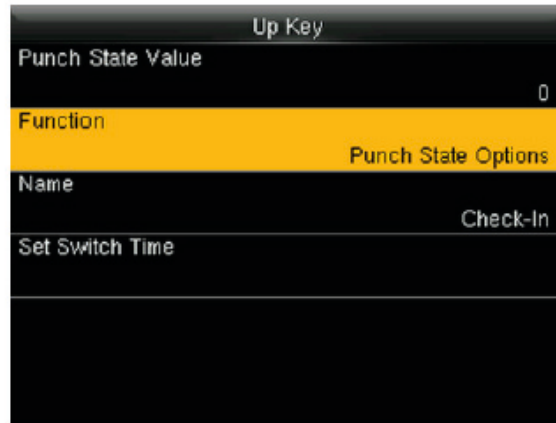 Up Key
Punch State Value
0
Function
Punch State Options
Name
Check-In
Set Switch Time